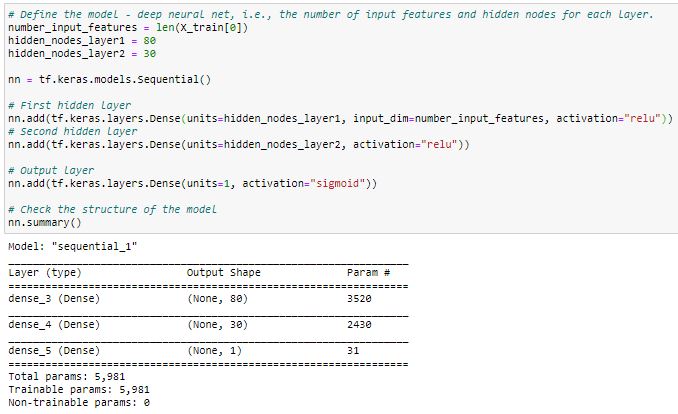 # Define the model - deep neural net, i.e., the number of input features and hidden nodes for each layer.
number_input_features = len(X_train[0])
hidden_nodes_layer1 = 80
hidden_nodes_layer2 = 30
nn = tf.keras.models.Sequential()
# First hidden layer
nn.add(tf.keras.layers.Dense(units=hidden_nodes_layer1, input_dim=number_input_features, activation="relu"))
# Second hidden layer
nn.add(tf.keras.layers.Dense(units=hidden_nodes_layer2, activation="relu"))
# Output layer
nn.add(tf.keras.layers.Dense(units=1, activation="sigmoid"))
# Check the structure of the model
nn.summary()
Model: "sequential_1"
Layer (type) Output Shape Param #
dense_3 (Dense) (None, 80) 3520
dense_4 (Dense) (None, 30) 2430
dense_5 (Dense) (None, 1) 31
Total params: 5,981
Trainable params: 5,981
Non-trainable params: 0